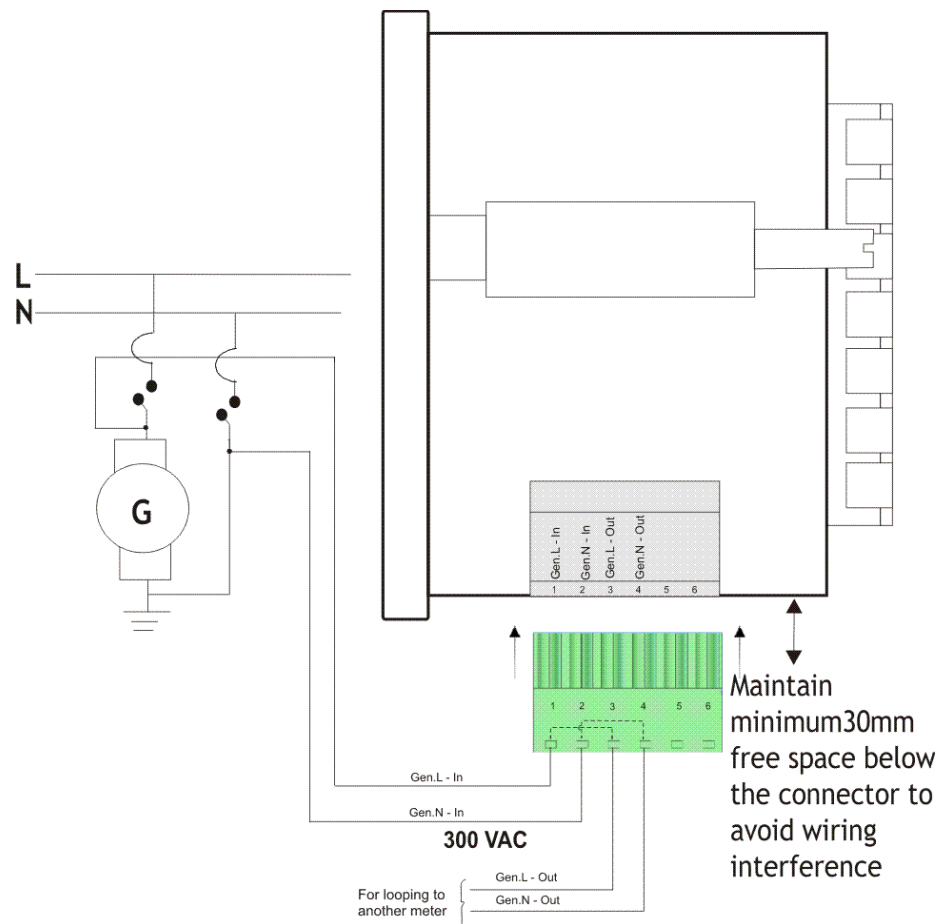 L
N
G
Gen.L - In
Gen.N - In
Gen.L - Out
Gen.N - Out
1 2 3 4 5 6
1 2 3 4 5 6
Maintain
minimum30mm
free space below
the connector to
avoid wiring
interference
Gen.L - In
Gen.N - In
300 VAC
For looping to
another meter
Gen.L - Out
Gen.N - Out